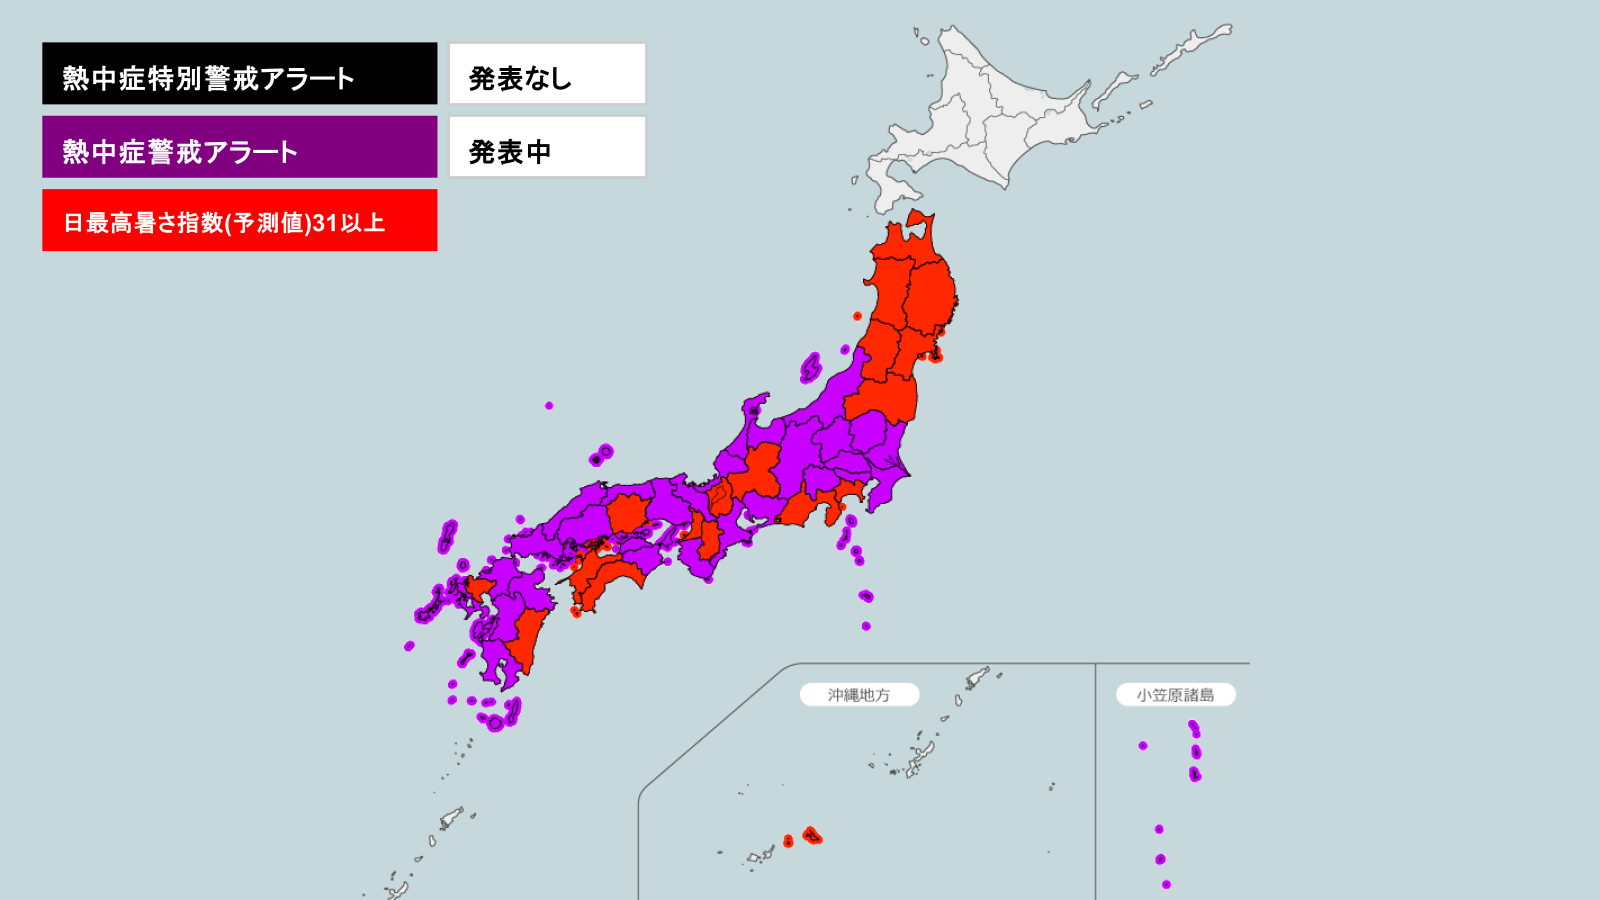 熱中症特別警戒アラート 発表なし
熱中症警戒アラート 発表中
日最高暑さ指数(予測値)31以上
沖縄地方
小笠原諸島